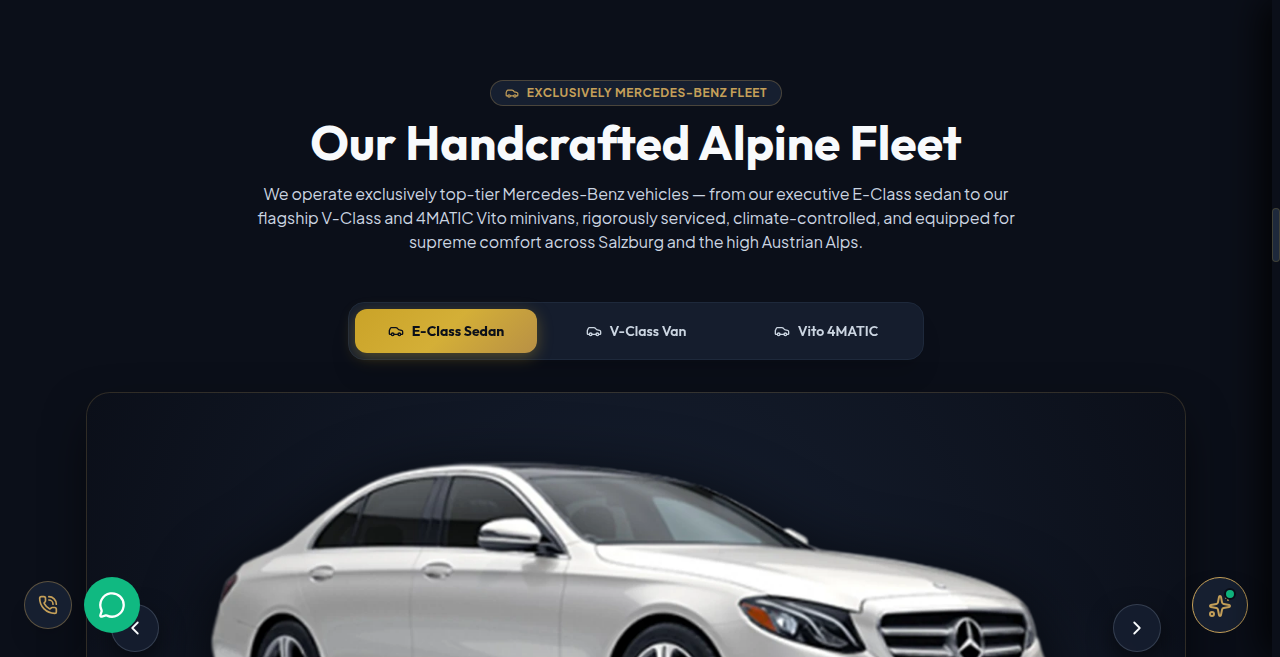 EXCLUSIVELY MERCEDES-BENZ FLEET
Our Handcrafted Alpine Fleet
We operate exclusively top-tier Mercedes-Benz vehicles — from our executive E-Class sedan to our
flagship V-Class and 4MATIC Vito minivans, rigorously serviced, climate-controlled, and equipped for
supreme comfort across Salzburg and the high Austrian Alps.
E-Class Sedan
V-Class Van
Vito 4MATIC